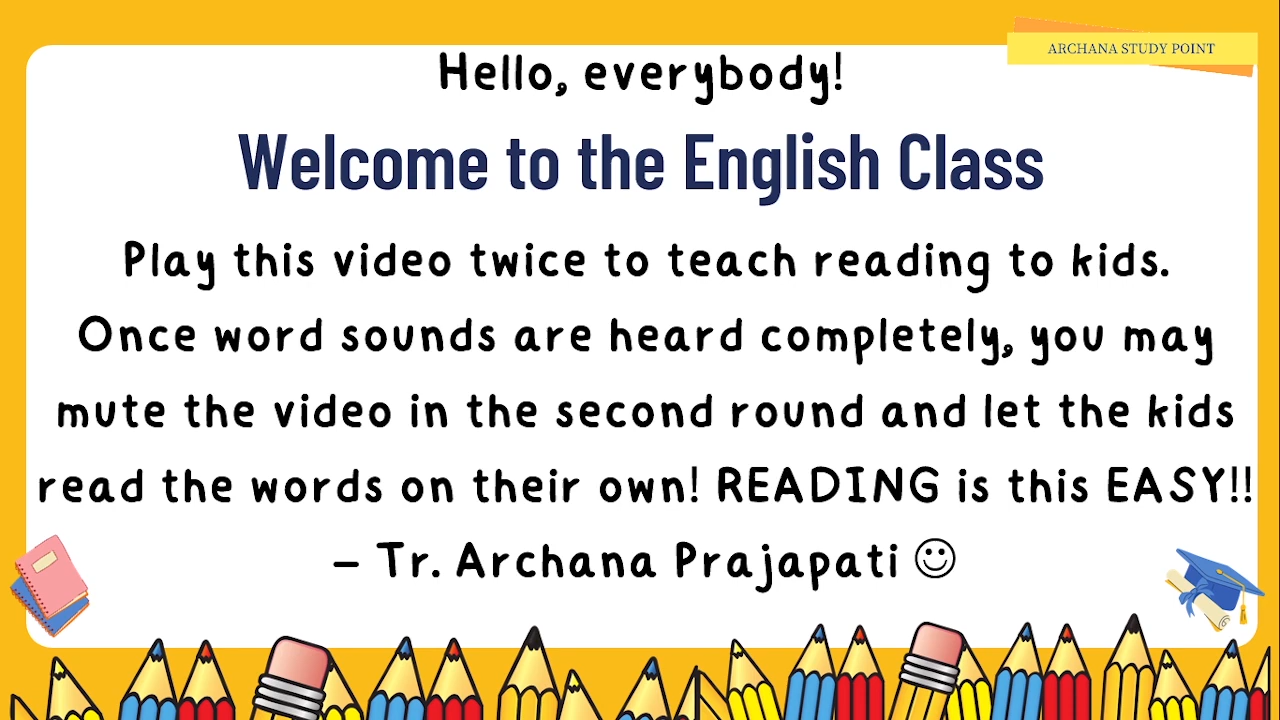 ARCHANA STUDY POINT
Hello, everybody!
Welcome to the English Class
Play this video twice to teach reading to kids.
Once word sounds are heard completely, you may
mute the video in the second round and let the kids
read the words on their own! READING is this EASY!!
– Tr. Archana Prajapati ☺